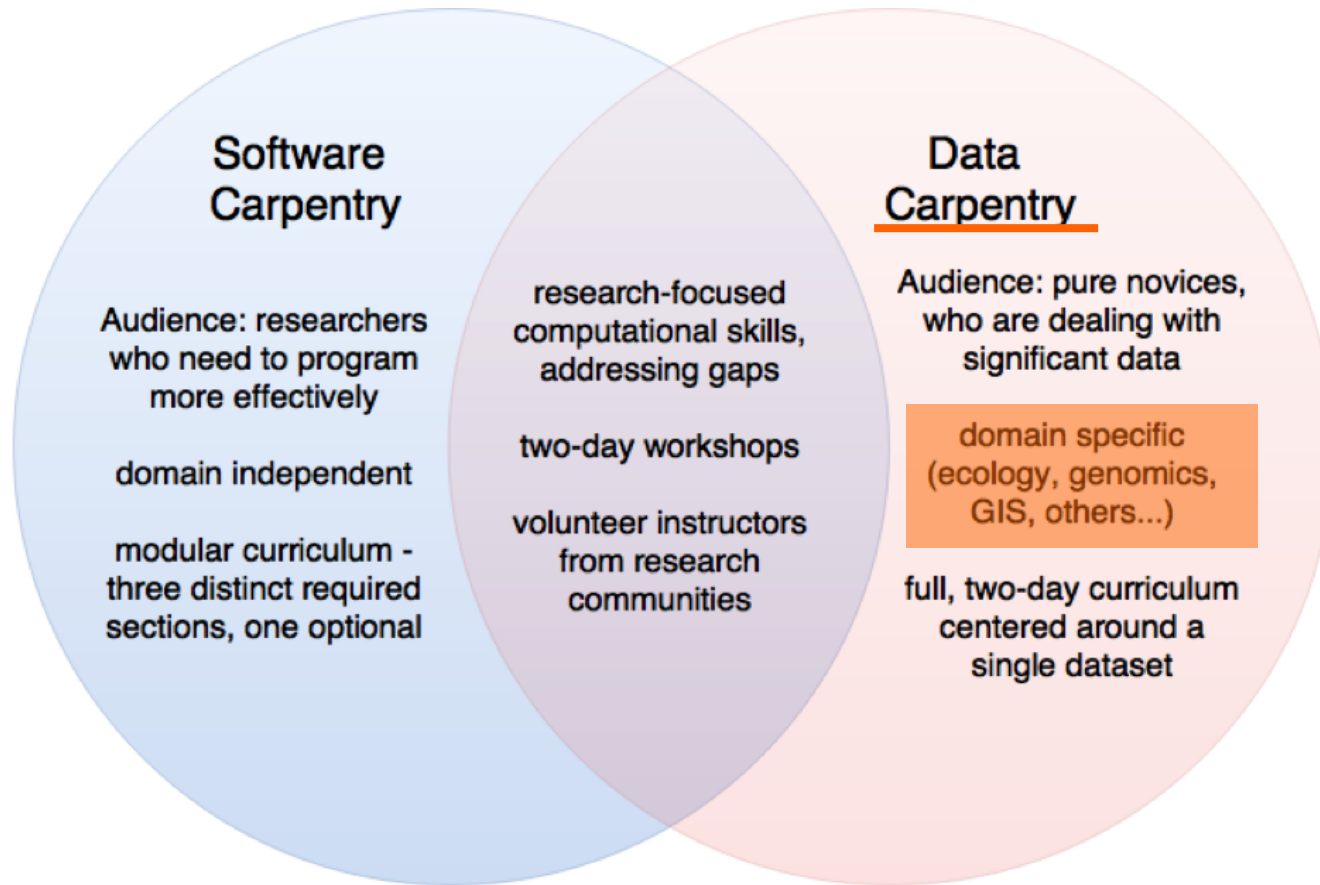 Software
Carpentry
Audience: researchers
who need to program
more effectively
domain independent
modular curriculum -
three distinct required
sections, one optional
research-focused
computational skills,
addressing gaps
two-day workshops
volunteer instructors
from research
communities
Data
Carpentry
Audience: pure novices,
who are dealing with
significant data
domain specific
(ecology, genomics,
GIS, others...)
full, two-day curriculum
centered around a
single dataset